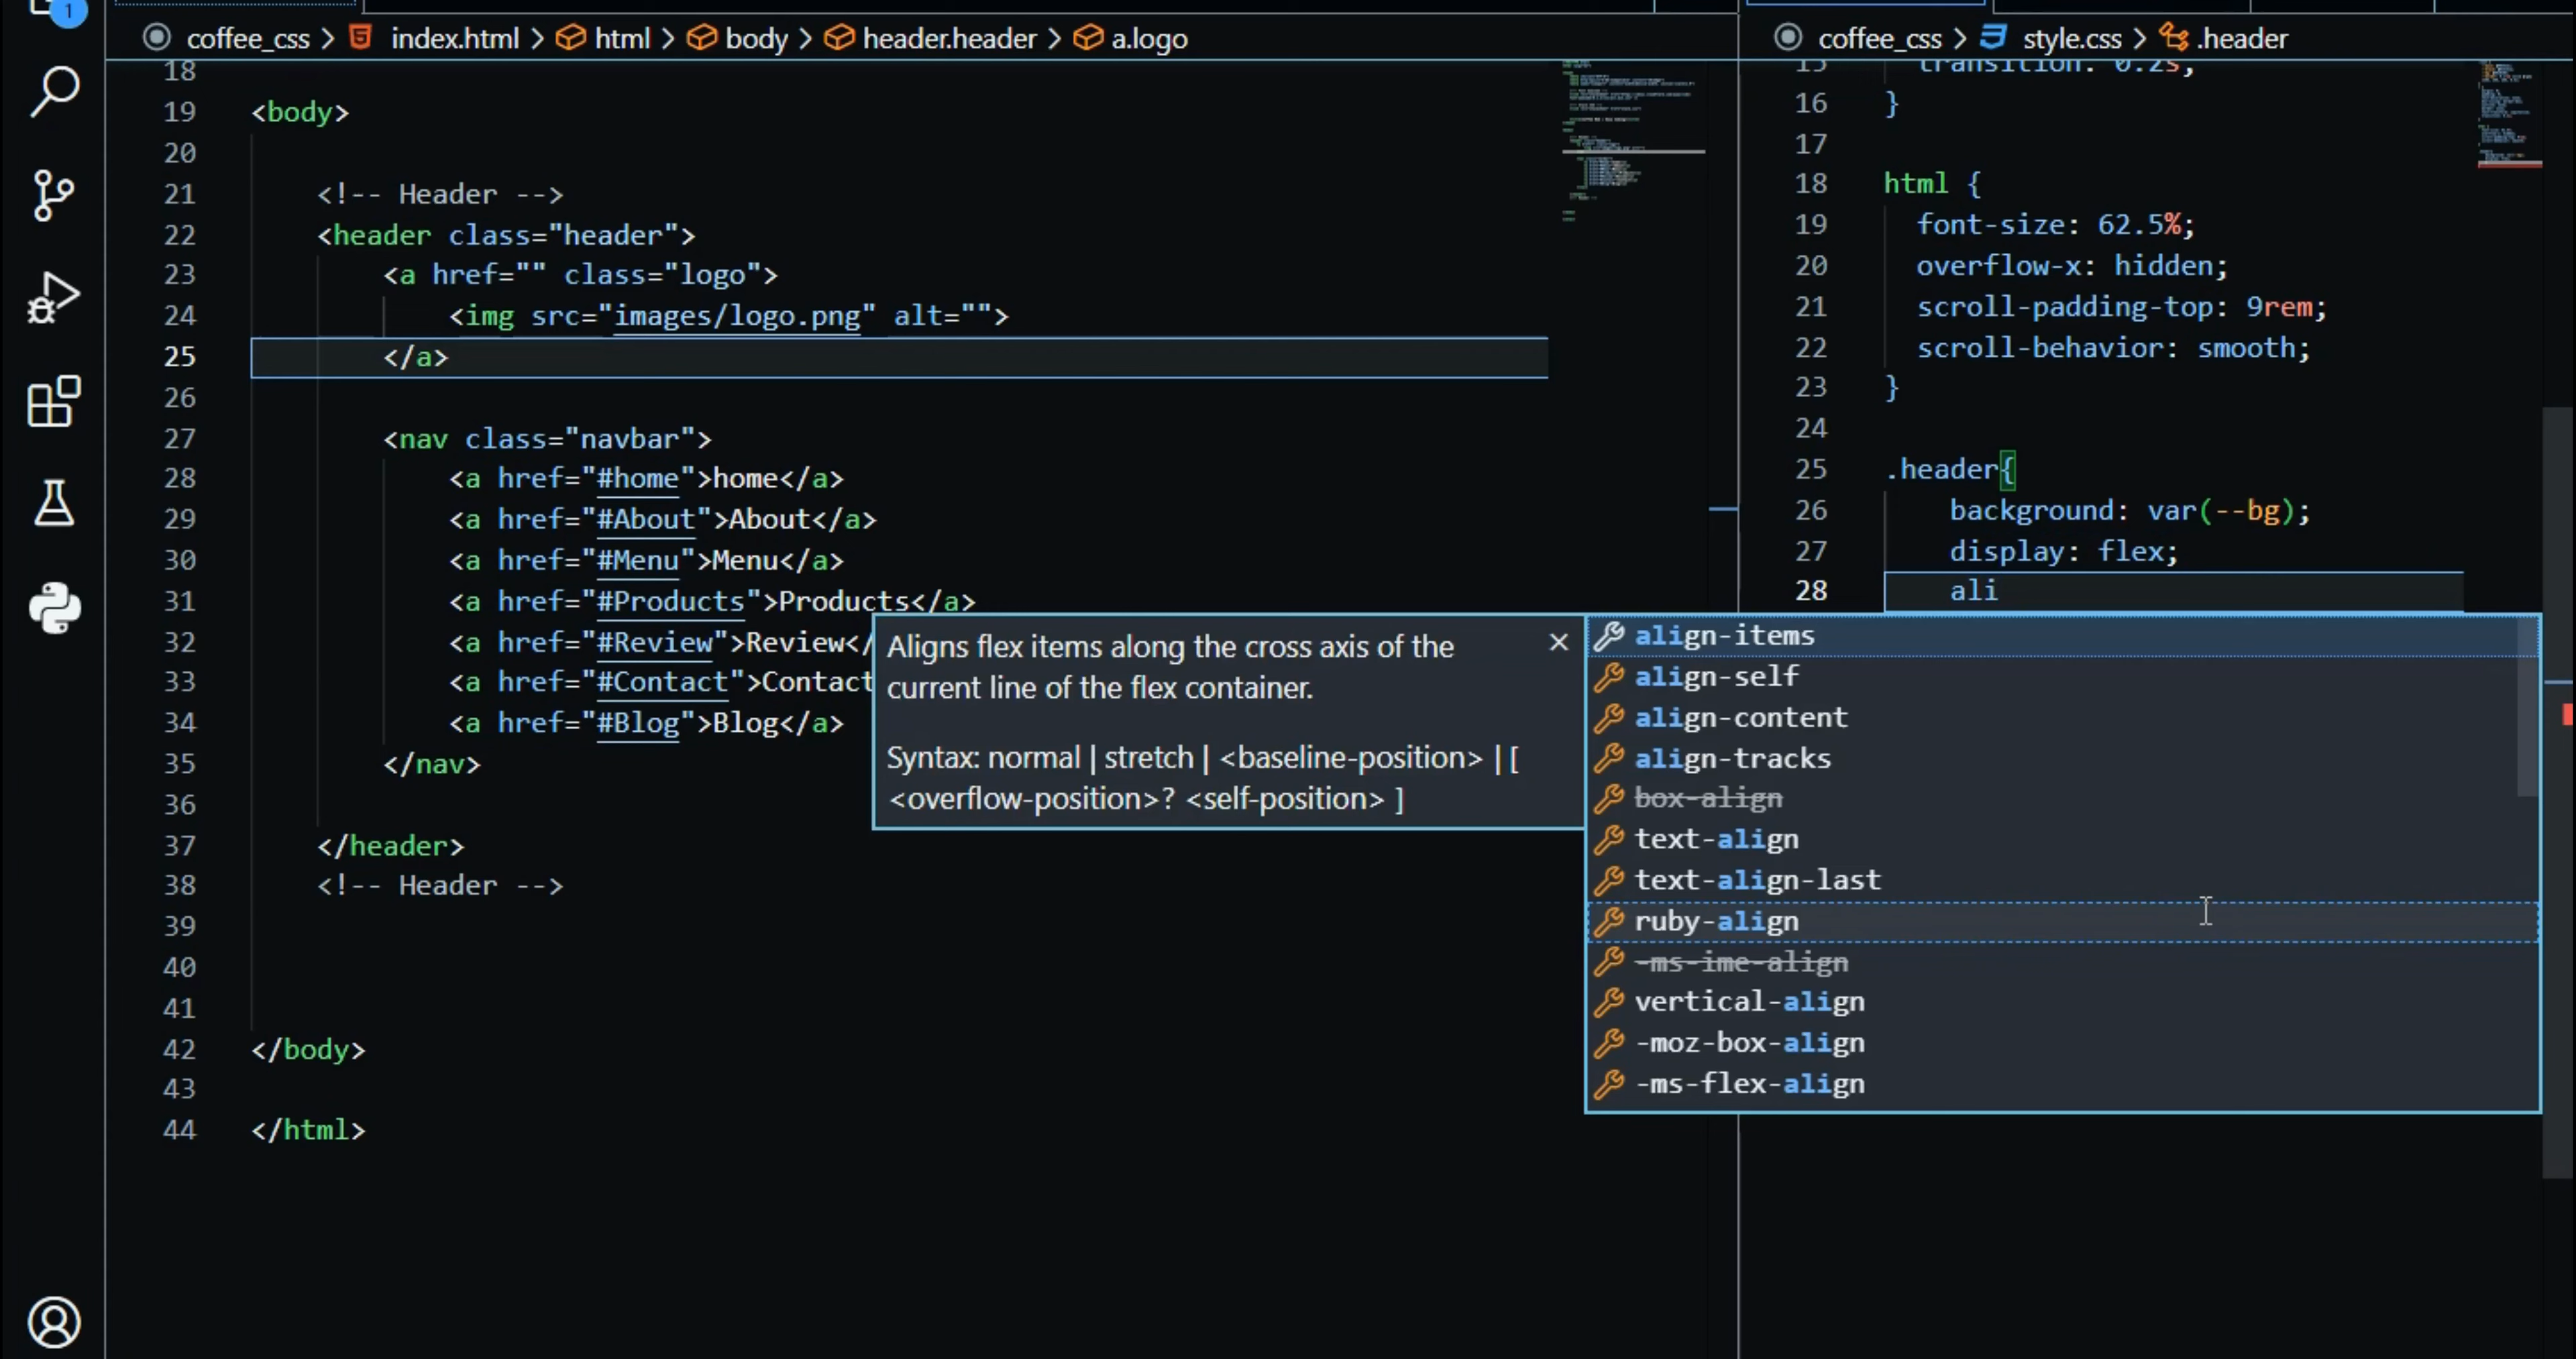 1
coffee_css > index.html > html > body > header.header > a.logo
18
19 <body>
20
21 <!-- Header -->
22 <header class="header">
23 <a href="" class="logo">
24 <img src="images/logo.png" alt="">
25 </a>
26
27 <nav class="navbar">
28 <a href="#home">home</a>
29 <a href="#About">About</a>
30 <a href="#Menu">Menu</a>
31 <a href="#Products">Products</a>
32 <a href="#Review">Review</
33 <a href="#Contact">Contact
34 <a href="#Blog">Blog</a>
35 </nav>
36
37 </header>
38 <!-- Header -->
39
40
41
42 </body>
43
44 </html>
Aligns flex items along the cross axis of the
current line of the flex container.
Syntax: normal | stretch | <baseline-position> | [
<overflow-position>? <self-position> ]
coffee_css > style.css > .header
15 transition: 0.2s;
16 }
17
18 html {
19 font-size: 62.5%;
20 overflow-x: hidden;
21 scroll-padding-top: 9rem;
22 scroll-behavior: smooth;
23 }
24
25 .header{
26 background: var(--bg);
27 display: flex;
28 ali
align-items
align-self
align-content
align-tracks
box-align
text-align
text-align-last
ruby-align
-ms-ime-align
vertical-align
-moz-box-align
-ms-flex-align